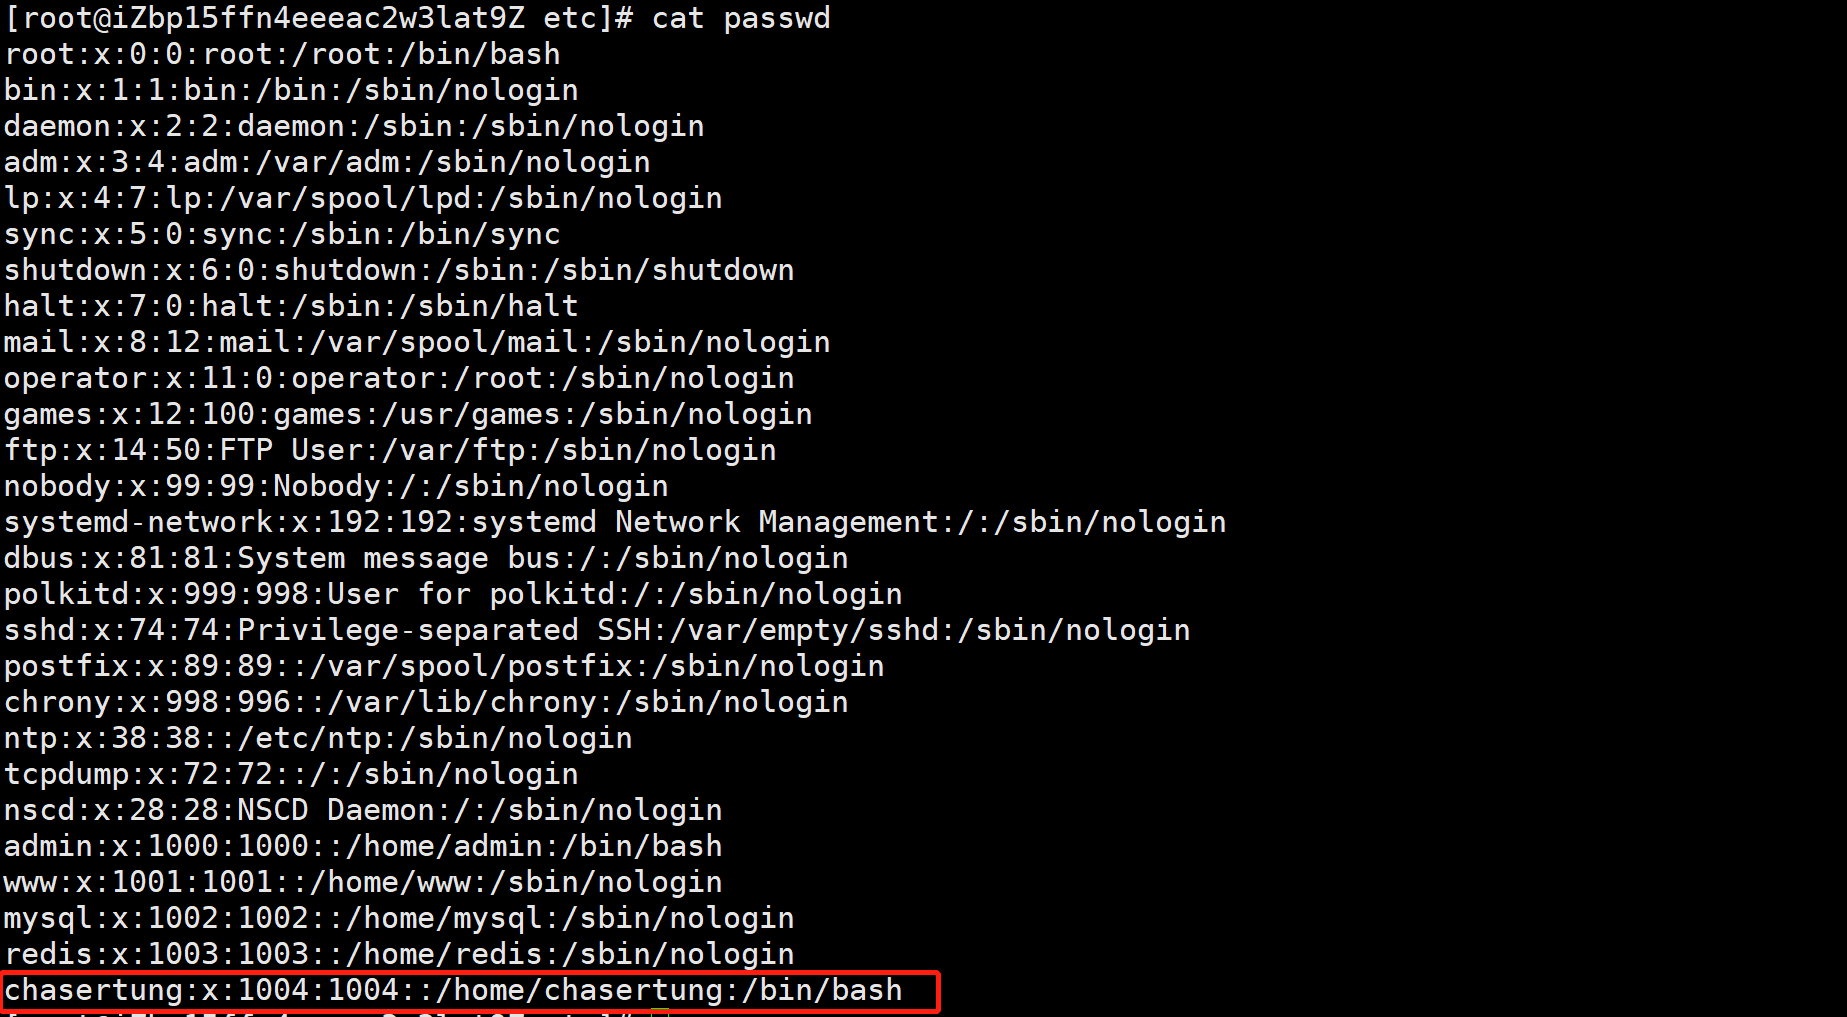 [root@iZbp15ffn4eeeac2w3lat9Z etc]# cat passwd
root:x:0:0:root:/root:/bin/bash
bin:x:1:1:bin:/bin:/sbin/nologin
daemon:x:2:2:daemon:/sbin:/sbin/nologin
adm:x:3:4:adm:/var/adm:/sbin/nologin
lp:x:4:7:lp:/var/spool/lpd:/sbin/nologin
sync:x:5:0:sync:/sbin:/bin/sync
shutdown:x:6:0:shutdown:/sbin:/sbin/shutdown
halt:x:7:0:halt:/sbin:/sbin/halt
mail:x:8:12:mail:/var/spool/mail:/sbin/nologin
operator:x:11:0:operator:/root:/sbin/nologin
games:x:12:100:games:/usr/games:/sbin/nologin
ftp:x:14:50:FTP User:/var/ftp:/sbin/nologin
nobody:x:99:99:Nobody:/:/sbin/nologin
systemd-network:x:192:192:systemd Network Management:/:/sbin/nologin
dbus:x:81:81:System message bus:/:/sbin/nologin
polkitd:x:999:998:User for polkitd:/:/sbin/nologin
sshd:x:74:74:Privilege-separated SSH:/var/empty/sshd:/sbin/nologin
postfix:x:89:89::/var/spool/postfix:/sbin/nologin
chrony:x:998:996::/var/lib/chrony:/sbin/nologin
ntp:x:38:38::/etc/ntp:/sbin/nologin
tcpdump:x:72:72::/:/sbin/nologin
nscd:x:28:28:NSCD Daemon:/:/sbin/nologin
admin:x:1000:1000::/home/admin:/bin/bash
www:x:1001:1001::/home/www:/sbin/nologin
mysql:x:1002:1002::/home/mysql:/sbin/nologin
redis:x:1003:1003::/home/redis:/sbin/nologin
chasertung:x:1004:1004::/home/chasertung:/bin/bash